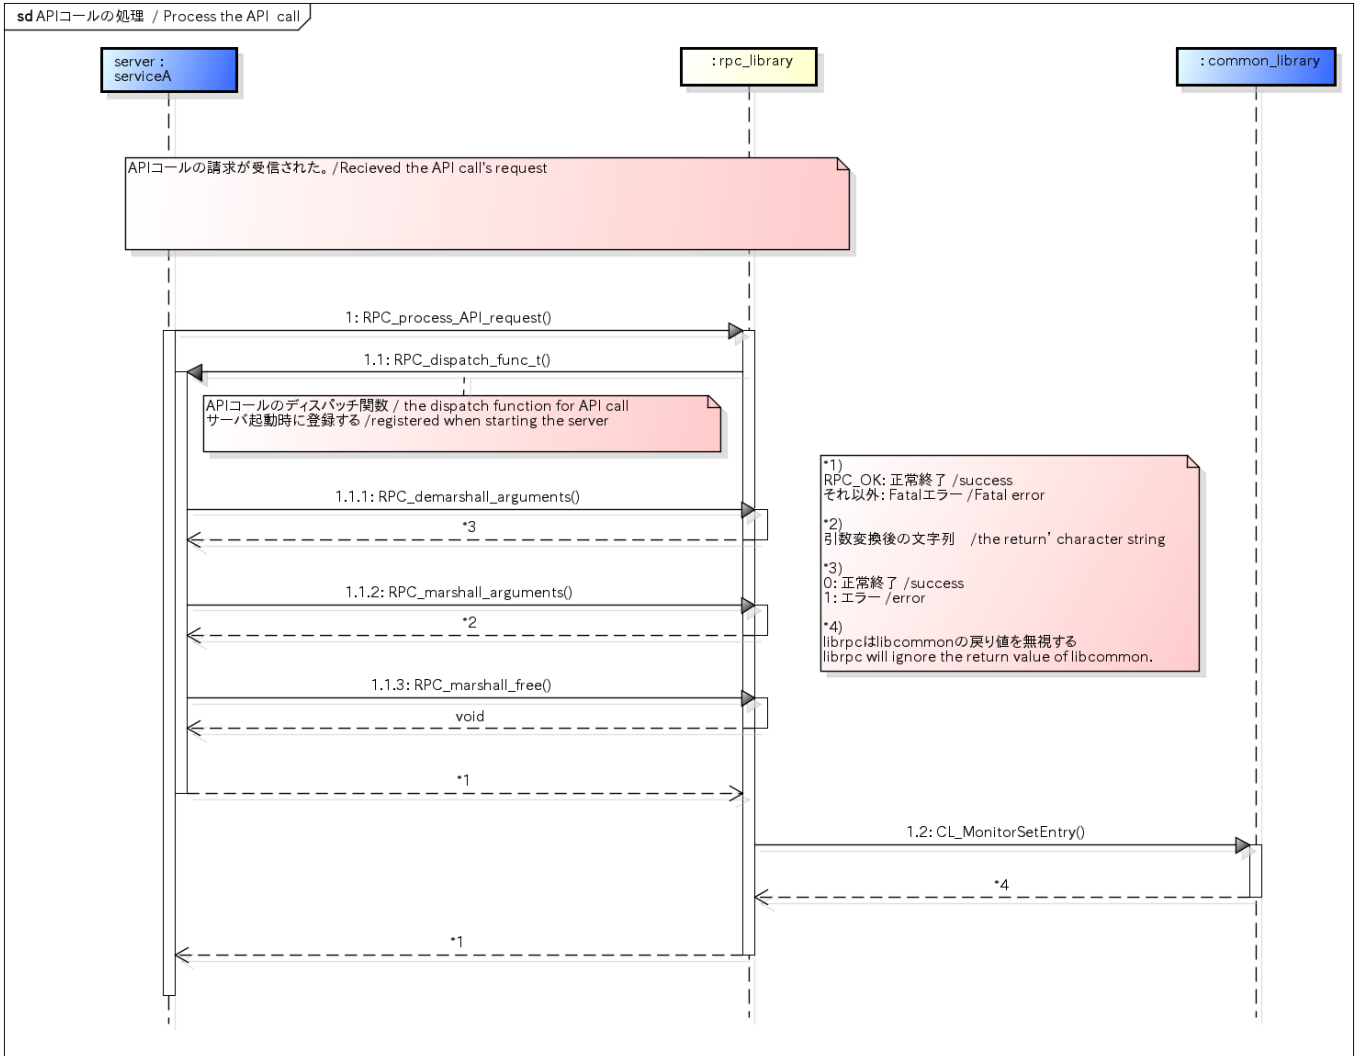 sd APIコールの処理 / Process the API call
server :
serviceA
: rpc_library
: common_library
APIコールの請求が受信された。/Recieved the API call's request
1: RPC_process_API_request()
1.1: RPC_dispatch_func_t()
APIコールのディスパッチ関数 / the dispatch function for API call
サーバ起動時に登録する /registered when starting the server
1.1.1: RPC_demarshall_arguments()
*3
1.1.2: RPC_marshall_arguments()
*2
1.1.3: RPC_marshall_free()
void
*1
*1)
RPC_OK: 正常終了 /success
それ以外: Fatalエラー /Fatal error
*2)
引数変換後の文字列　/the return’ character string
*3)
0: 正常終了 /success
1: エラー /error
*4)
librpcはlibcommonの戻り値を無視する
librpc will ignore the return value of libcommon.
1.2: CL_MonitorSetEntry()
*4
*1